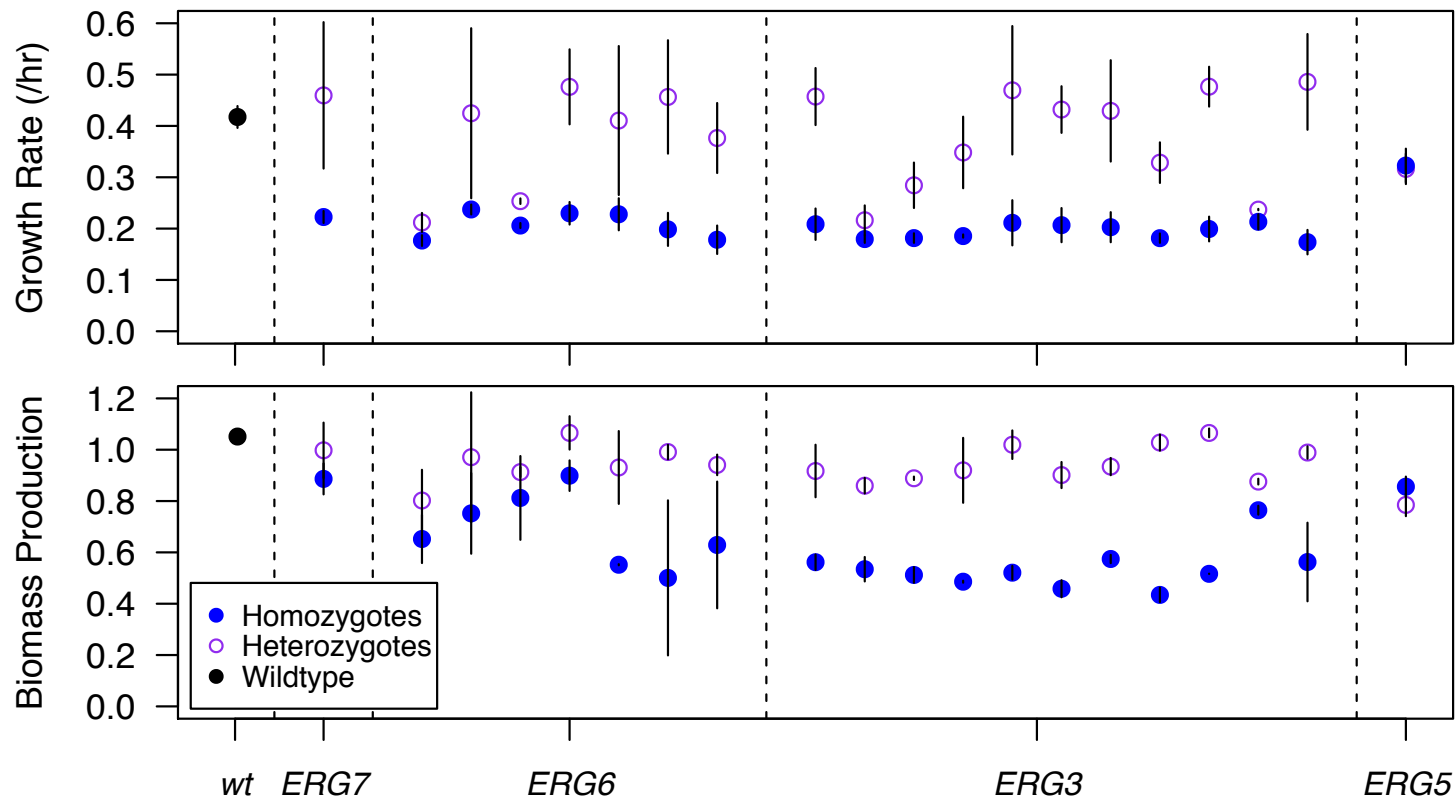 Growth Rate (/hr)
0.6
0.5
0.4
0.3
0.2
0.1
0.0
Biomass Production
1.2
1.0
0.8
0.6
0.4
0.2
0.0
Homozygotes
Heterozygotes
Wildtype
wt ERG7 ERG6 ERG3 ERG5